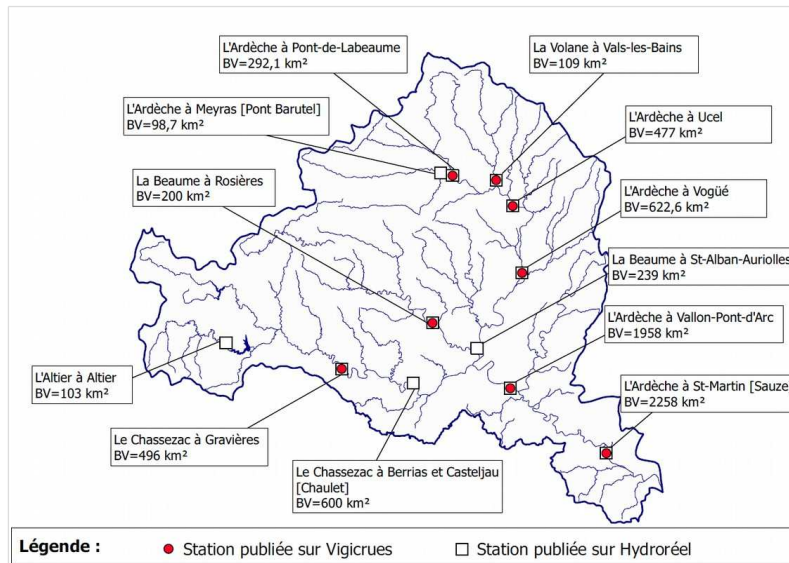 L'Ardèche à Pont-de-Labeaume
BV=292,1 km²
La Volane à Vals-les-Bains
BV=109 km²
L'Ardèche à Meyras [Pont Barutel]
BV=98,7 km²
L'Ardèche à Ucel
BV=477 km²
La Beaume à Rosières
BV=200 km²
L'Ardèche à Vogüé
BV=622,6 km²
La Beaume à St-Alban-Auriolles
BV=239 km²
L'Ardèche à Vallon-Pont-d'Arc
BV=1958 km²
L'Altier à Altier
BV=103 km²
L'Ardèche à St-Martin [Sauze]
BV=2258 km²
Le Chassezac à Gravières
BV=496 km²
Le Chassezac à Berrias et Casteljau
[Chaulet]
BV=600 km²
Légende :
Station publiée sur Vigicrues
Station publiée sur Hydroréel